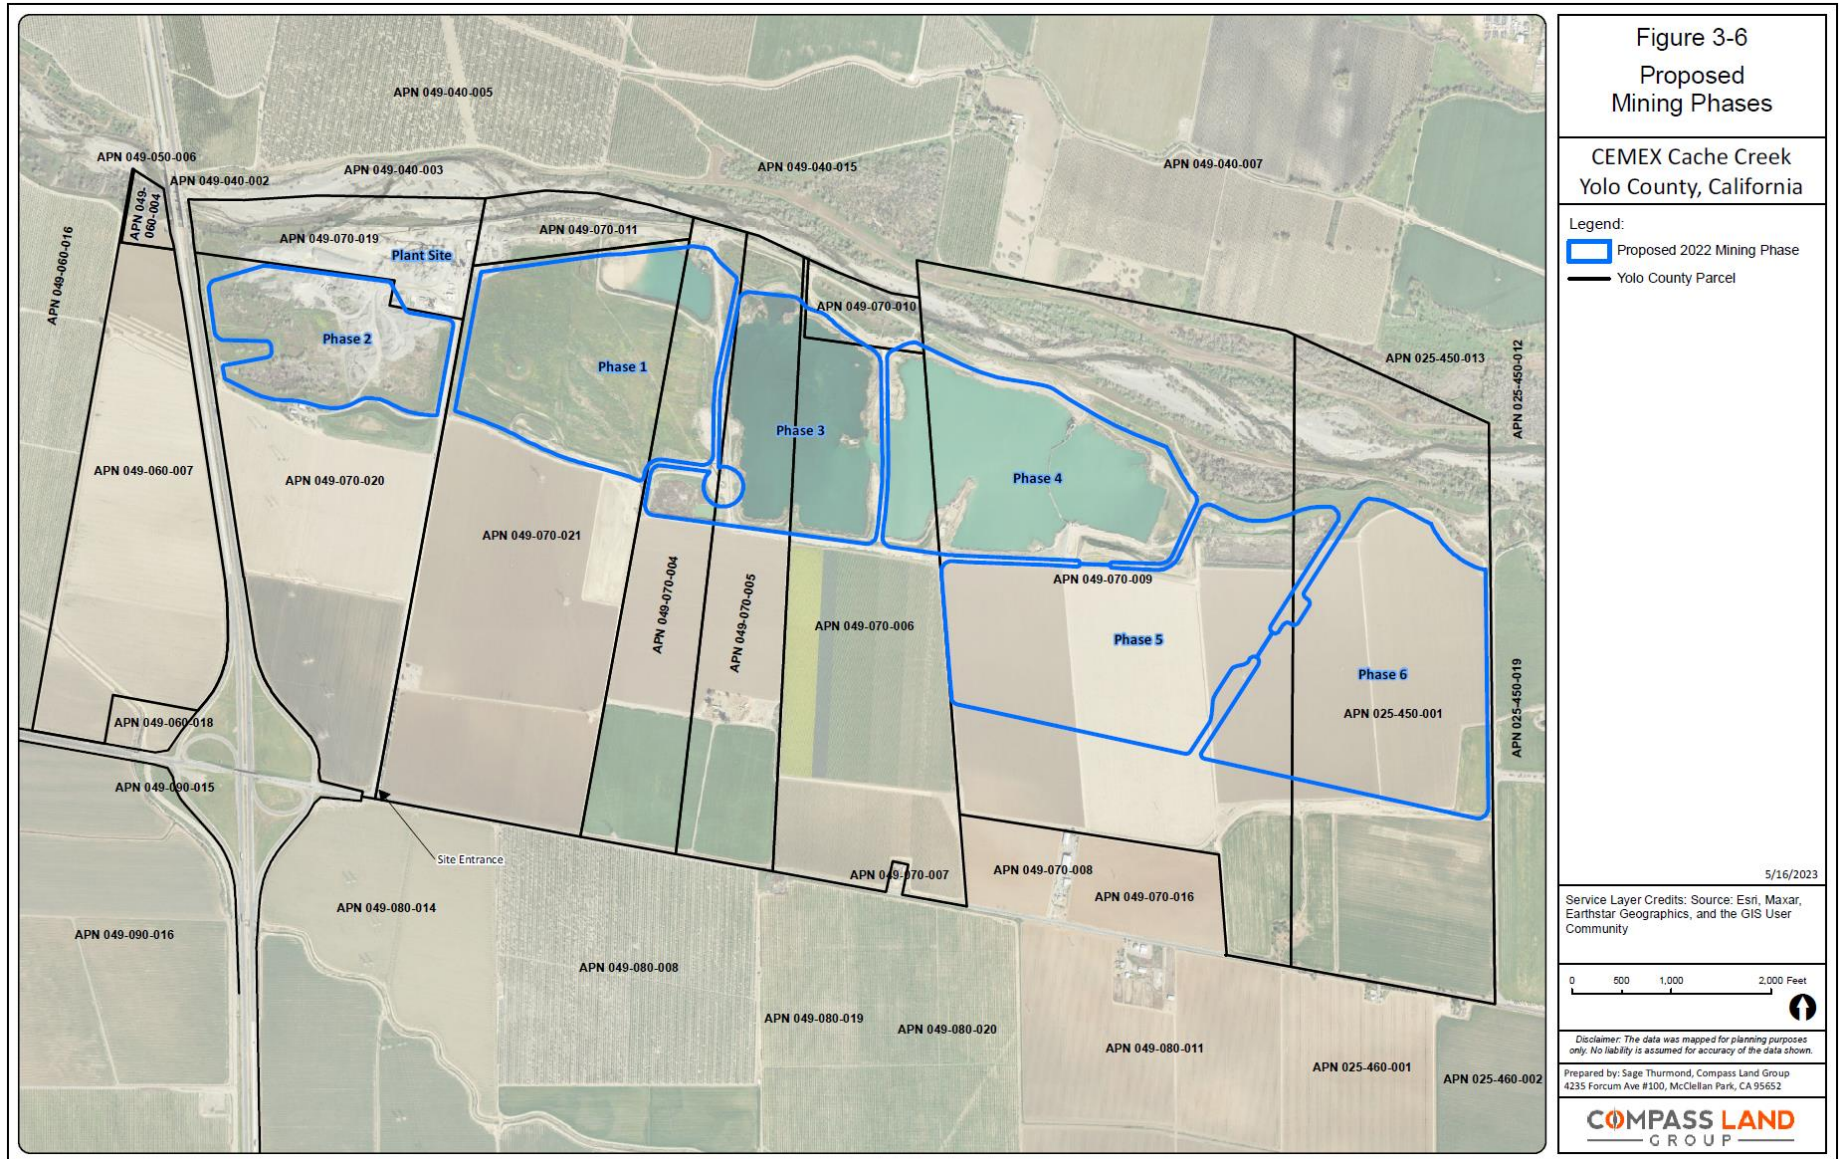 APN 049-040-005
APN 049-050-006
APN 049-040-002
APN 049-040-003
APN 049-040-015
APN 049-040-007
APN 049-
060-004
APN 049-060-016
APN 049-070-019
Plant Site
APN 049-070-011
APN 049-070-010
Phase 2
Phase 1
Phase 3
Phase 4
APN 025-450-013
APN 025-450-012
APN 049-060-007
APN 049-070-020
APN 049-070-021
APN 049-070-004
APN 049-070-005
APN 049-070-006
APN 049-070-009
Phase 5
Phase 6
APN 025-450-001
APN 025-450-019
APN 049-060-018
APN 049-090-015
Site Entrance
APN 049-070-007
APN 049-070-008
APN 049-070-016
APN 049-080-014
APN 049-090-016
APN 049-080-008
APN 049-080-019
APN 049-080-020
APN 049-080-011
APN 025-460-001
APN 025-460-002
Figure 3-6
Proposed
Mining Phases
CEMEX Cache Creek
Yolo County, California
Legend:
Proposed 2022 Mining Phase
Yolo County Parcel
5/16/2023
Service Layer Credits: Source: Esri, Maxar,
Earthstar Geographics, and the GIS User
Community
0 500 1,000 2,000 Feet
Disclaimer: The data was mapped for planning purposes
only. No liability is assumed for accuracy of the data shown.
Prepared by: Sage Thurmond, Compass Land Group
4235 Forcum Ave #100, McClellan Park, CA 95652
COMPASS LAND
GROUP